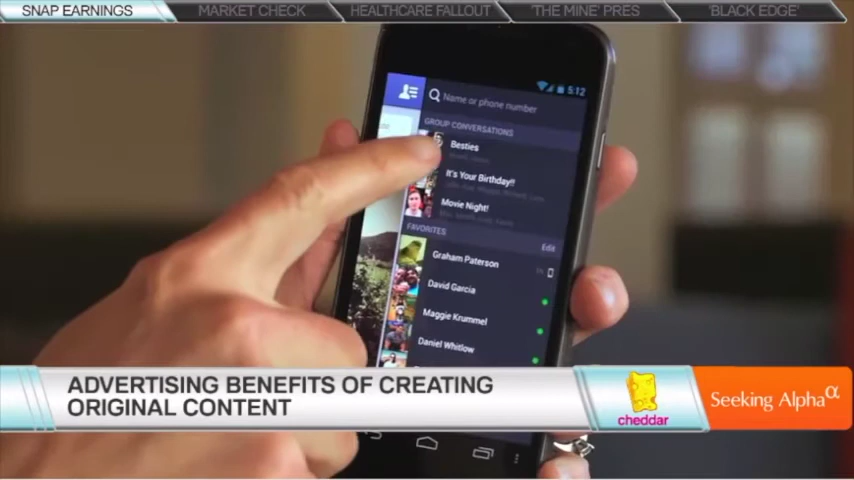 SNAP EARNINGS
MARKET CHECK
HEALTHCARE FALLOUT
'THE MINE' PRES
'BLACK EDGE'
5:12
Name or phone number
GROUP CONVERSATIONS
Besties
It's Your Birthday!!
Movie Night!
FAVORITES
Edit
Graham Paterson
David Garcia
Maggie Krummel
Daniel Whitlow
ADVERTISING BENEFITS OF CREATING
ORIGINAL CONTENT
cheddar
Seeking Alpha α